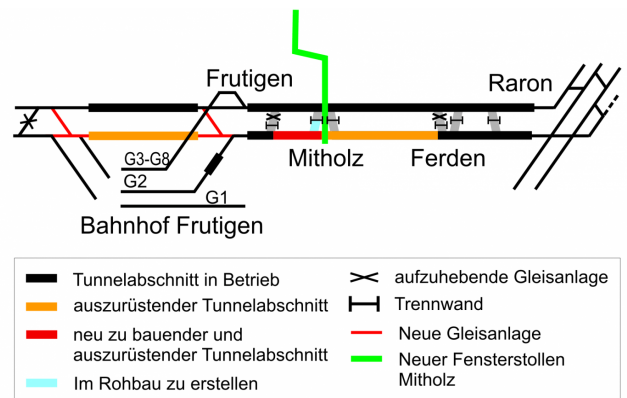 Frutigen
Raron
G3-G8
G2
G1
Mitholz
Ferden
Bahnhof Frutigen
Tunnelabschnitt in Betrieb
auszurüstender Tunnelabschnitt
neu zu bauender und
auszurüstender Tunnelabschnitt
Im Rohbau zu erstellen
aufzuhebende Gleisanlage
Trennwand
Neue Gleisanlage
Neuer Fensterstollen
Mitholz